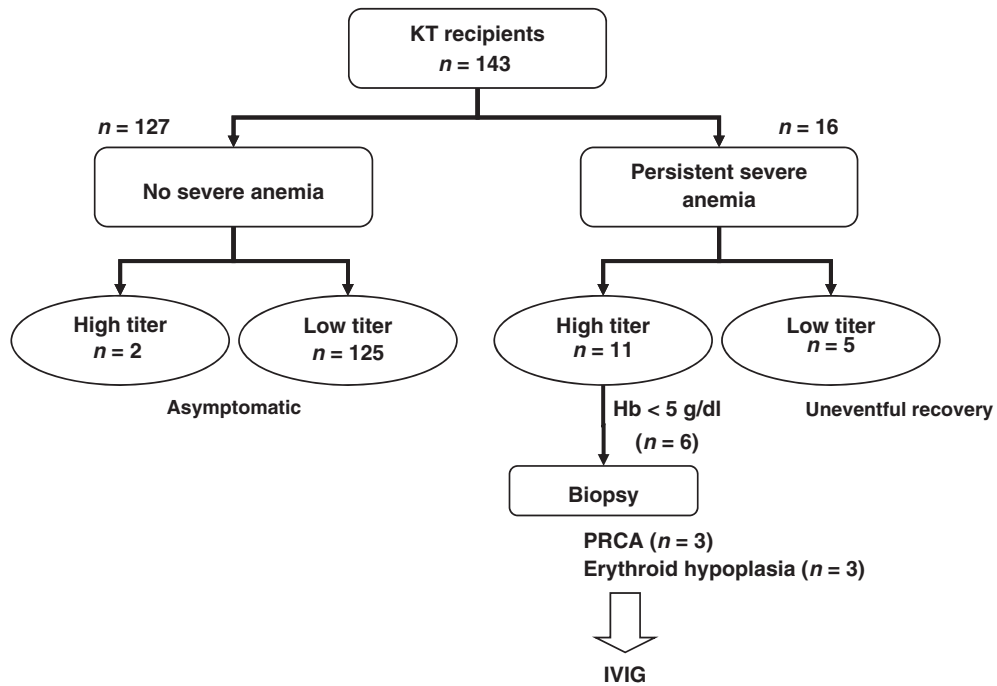 KT recipients
n = 143
n = 127
n = 16
No severe anemia
Persistent severe
anemia
High titer
n = 2
Low titer
n = 125
High titer
n = 11
Low titer
n = 5
Asymptomatic
Uneventful recovery
Hb < 5 g/dl
(n = 6)
Biopsy
PRCA (n = 3)
Erythroid hypoplasia (n = 3)
IVIG